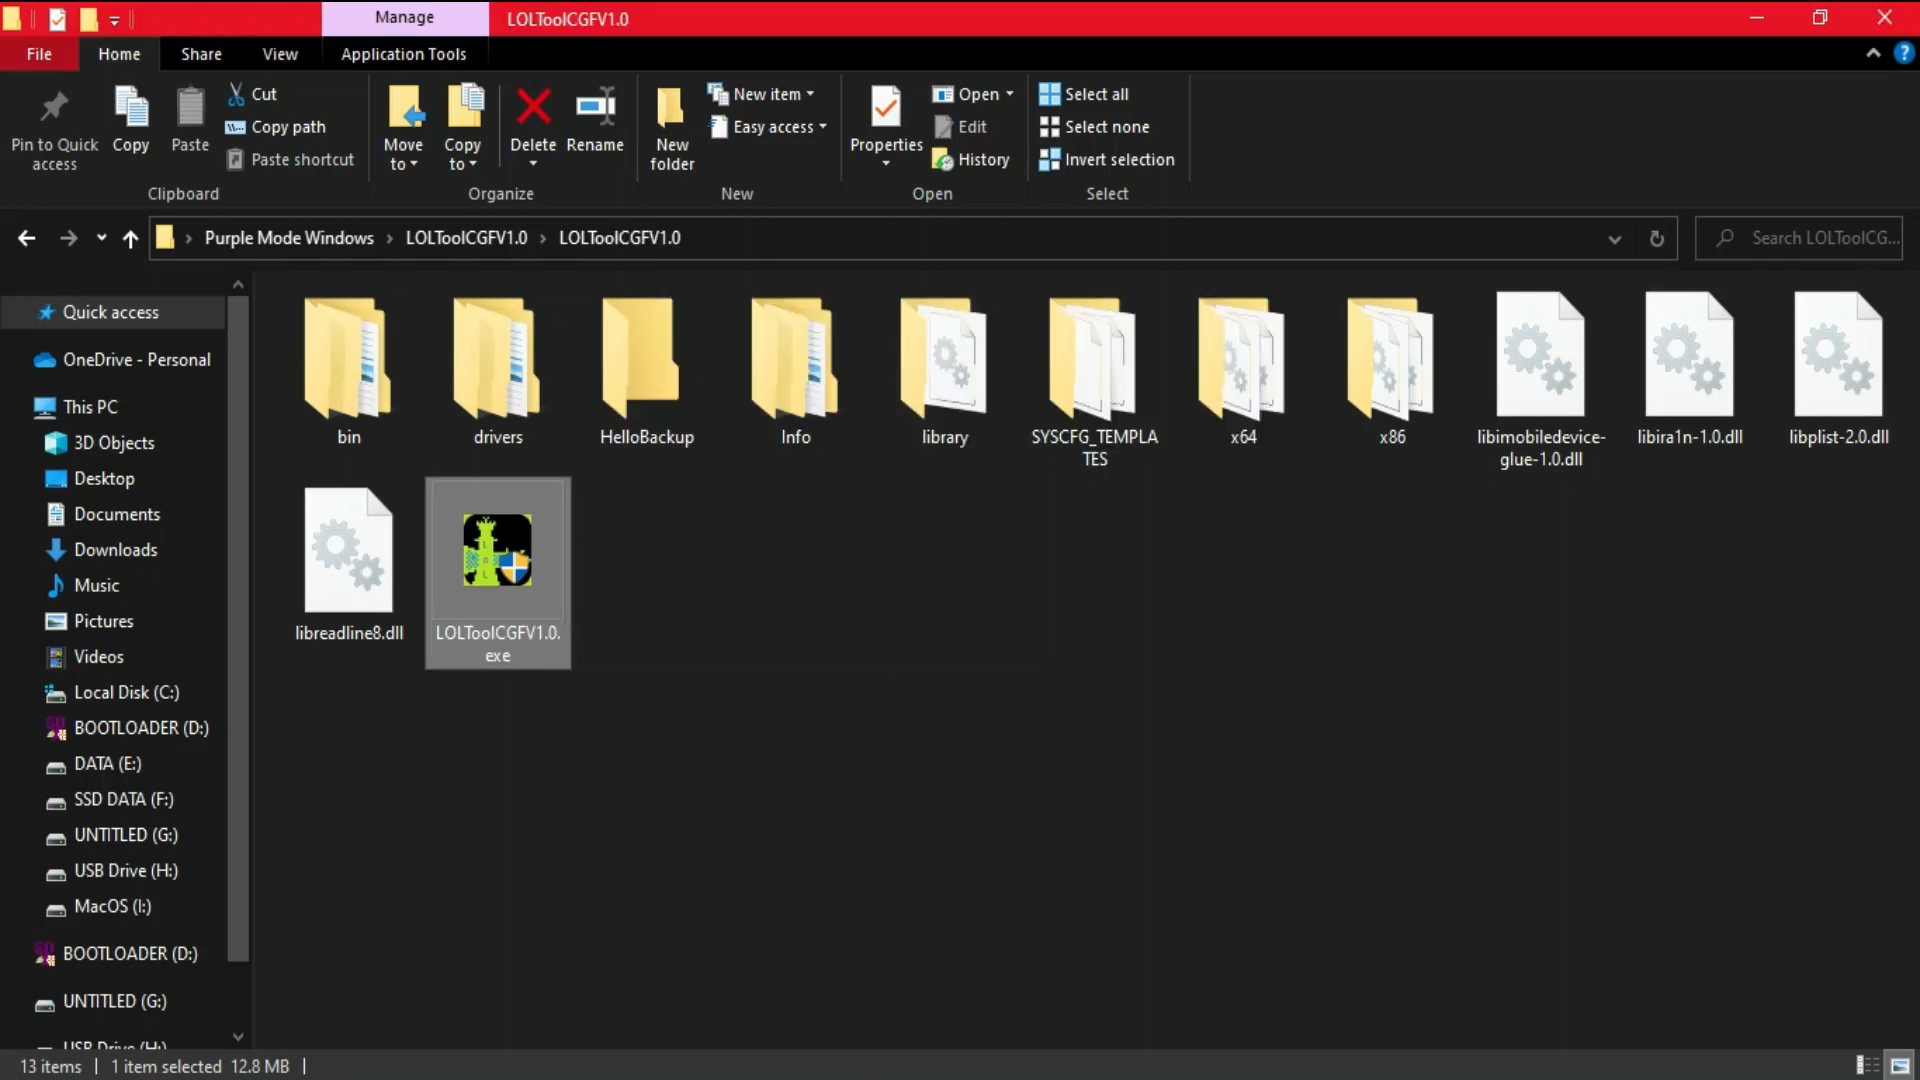 Manage
LOLToolCGFV1.0
File
Home
Share
View
Application Tools
Pin to Quick
access
Copy
Paste
Cut
Copy path
Paste shortcut
Clipboard
Move
to
Copy
to
Delete
Rename
Organize
New
folder
New item
Easy access
New
Properties
Open
Edit
History
Open
Select all
Select none
Invert selection
Select
Purple Mode Windows
LOLToolCGFV1.0
LOLToolCGFV1.0
Search LOLToolCG...
Quick access
OneDrive - Personal
This PC
3D Objects
Desktop
Documents
Downloads
Music
Pictures
Videos
Local Disk (C:)
BOOTLOADER (D:)
DATA (E:)
SSD DATA (F:)
UNTITLED (G:)
USB Drive (H:)
MacOS (I:)
BOOTLOADER (D:)
UNTITLED (G:)
USB Drive (H:)
bin
drivers
HelloBackup
Info
library
SYSCFG_TEMPLA
TES
x64
x86
libimobiledevice-
glue-1.0.dll
libira1n-1.0.dll
libplist-2.0.dll
libreadline8.dll
LOLToolCGFV1.0.
exe
13 items
1 item selected 12.8 MB